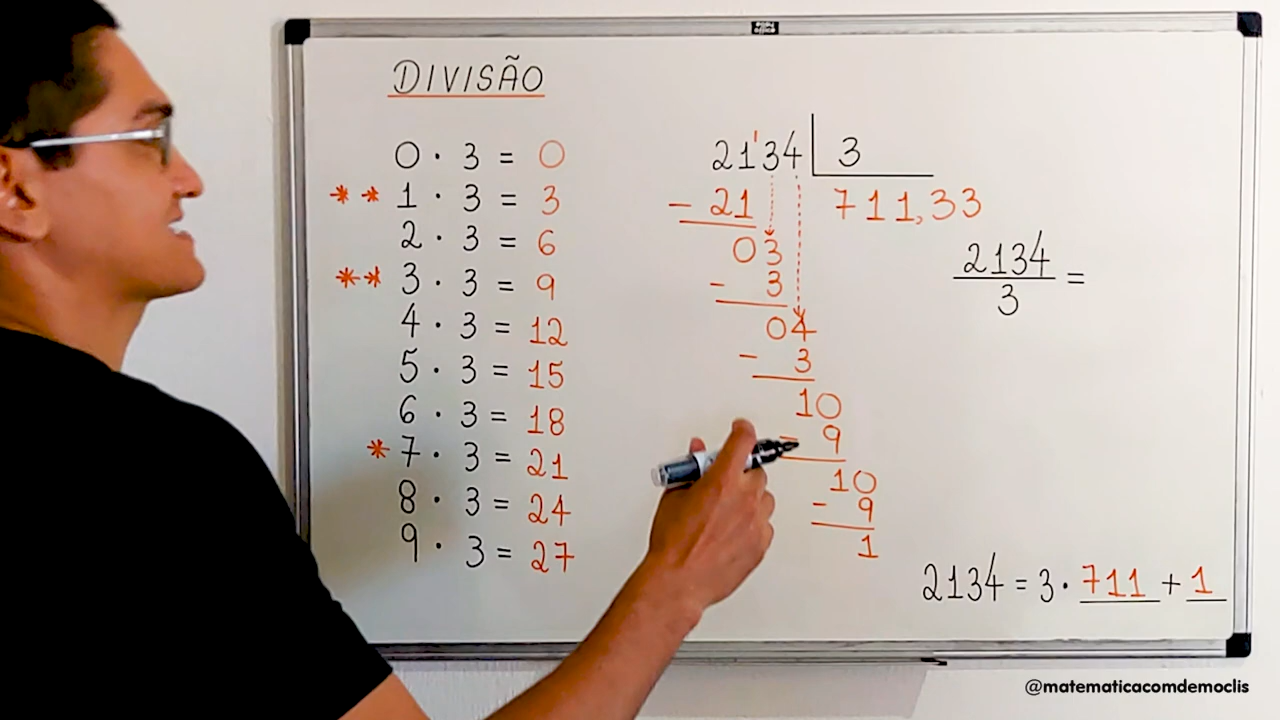 DIVISÃO
0 · 3 = 0
** 1 · 3 = 3
2 · 3 = 6
** 3 · 3 = 9
4 · 3 = 12
5 · 3 = 15
6 · 3 = 18
* 7 · 3 = 21
8 · 3 = 24
9 · 3 = 27
21'34 3
- 21 711,33
03
- 3
04
- 3
10
- 9
10
- 9
1
2134
3 =
2134 = 3 · 711 + 1
@matematicacomdemoclis